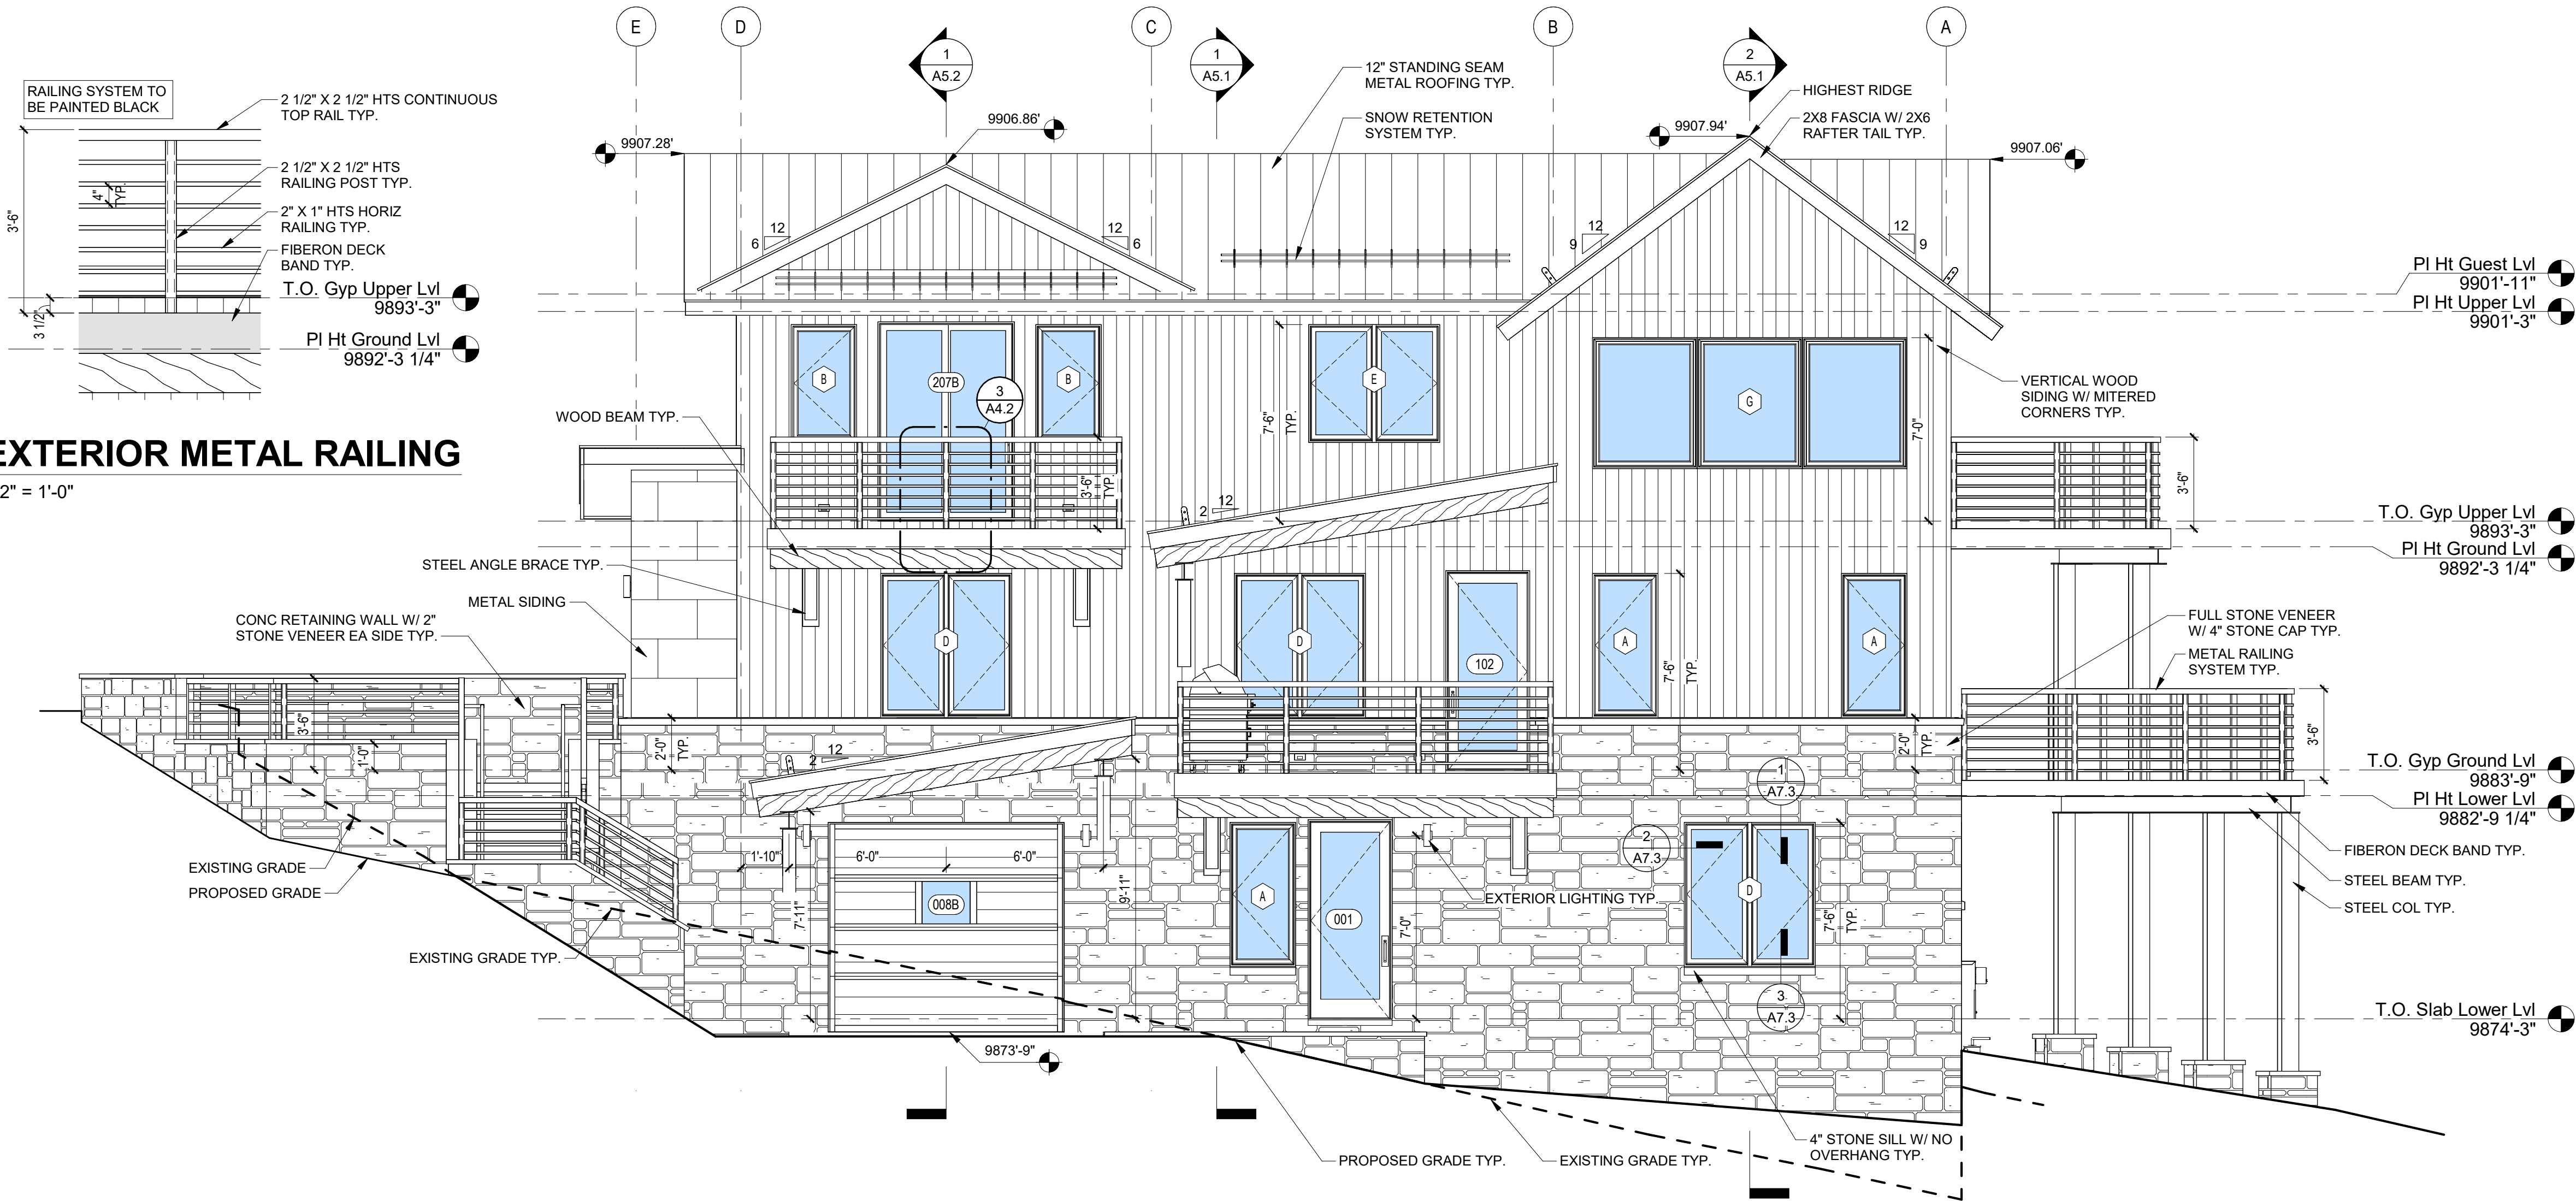 E
D
C
B
A
1
A5.2
1
A5.1
2
A5.1
RAILING SYSTEM TO
BE PAINTED BLACK
2 1/2" X 2 1/2" HTS CONTINUOUS
TOP RAIL TYP.
2 1/2" X 2 1/2" HTS
RAILING POST TYP.
2" X 1" HTS HORIZ
RAILING TYP.
FIBERON DECK
BAND TYP.
3'-6"
4"
TYP.
3 1/2"
T.O. Gyp Upper Lvl
9893'-3"
Pl Ht Ground Lvl
9892'-3 1/4"
EXTERIOR METAL RAILING
2" = 1'-0"
12" STANDING SEAM
METAL ROOFING TYP.
SNOW RETENTION
SYSTEM TYP.
HIGHEST RIDGE
2X8 FASCIA W/ 2X6
RAFTER TAIL TYP.
9907.28'
9906.86'
9907.94'
9907.06'
12
6
12
6
12
9
12
9
Pl Ht Guest Lvl
9901'-11"
Pl Ht Upper Lvl
9901'-3"
B
207B
B
3
A4.2
E
G
7'-6"
TYP.
7'-0"
VERTICAL WOOD
SIDING W/ MITERED
CORNERS TYP.
WOOD BEAM TYP.
3'-6"
TYP.
3'-6"
12
2
T.O. Gyp Upper Lvl
9893'-3"
Pl Ht Ground Lvl
9892'-3 1/4"
STEEL ANGLE BRACE TYP.
METAL SIDING
CONC RETAINING WALL W/ 2"
STONE VENEER EA SIDE TYP.
D
D
102
A
A
7'-6"
TYP.
FULL STONE VENEER
W/ 4" STONE CAP TYP.
METAL RAILING
SYSTEM TYP.
3'-6"
1'-0"
2'-0"
TYP.
12
2
2'-0"
TYP.
3'-6"
1
A7.3
T.O. Gyp Ground Lvl
9883'-9"
Pl Ht Lower Lvl
9882'-9 1/4"
EXISTING GRADE
PROPOSED GRADE
1'-10"
6'-0"
6'-0"
7'-11"
008B
9'-11"
A
001
7'-0"
EXTERIOR LIGHTING TYP.
2
A7.3
D
7'-6"
TYP.
FIBERON DECK BAND TYP.
STEEL BEAM TYP.
STEEL COL TYP.
EXISTING GRADE TYP.
3
A7.3
T.O. Slab Lower Lvl
9874'-3"
9873'-9"
4" STONE SILL W/ NO
OVERHANG TYP.
PROPOSED GRADE TYP.
EXISTING GRADE TYP.